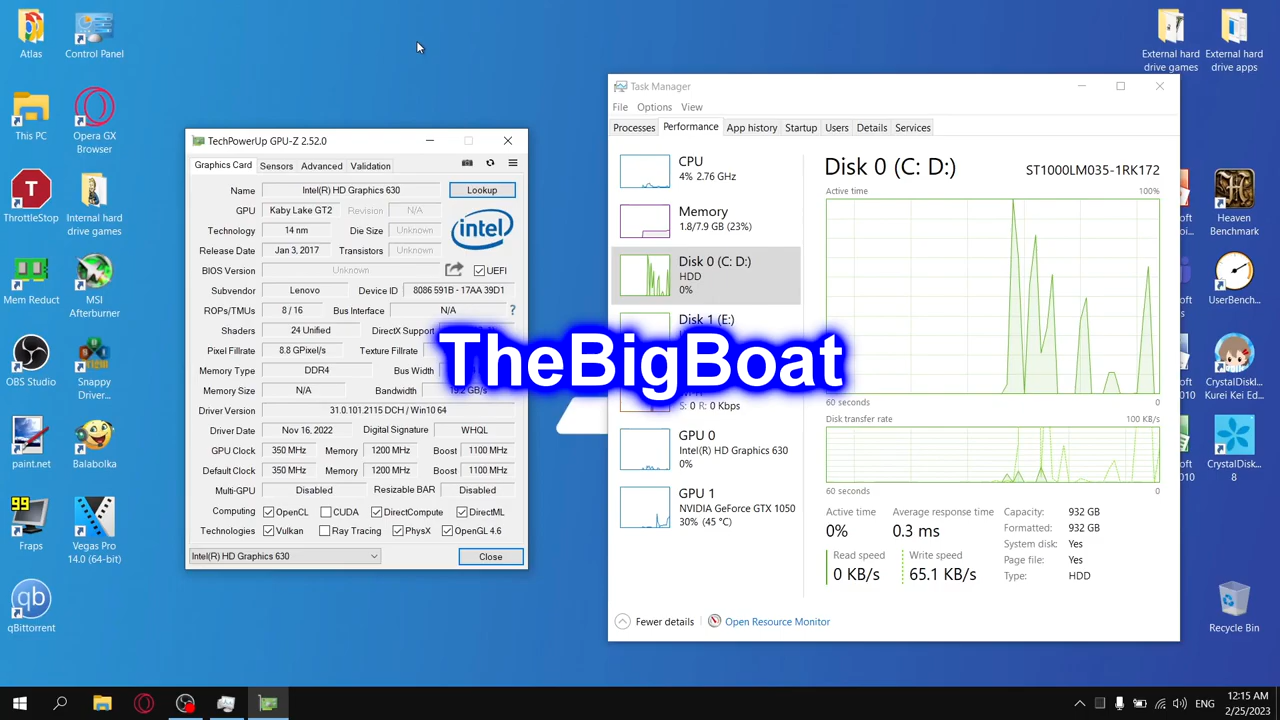 Atlas
Control Panel
This PC
Opera GX
Browser
ThrottleStop
Internal hard
drive games
Mem Reduct
MSI
Afterburner
OBS Studio
Snappy
Driver...
paint.net
Balabolka
99
Fraps
Vegas Pro
14.0 (64-bit)
qb
qBittorrent
TechPowerUp GPU-Z 2.52.0
Graphics Card Sensors Advanced Validation
Name Intel(R) HD Graphics 630 Lookup
GPU Kaby Lake GT2 Revision N/A
intel
Technology 14 nm Die Size Unknown
Release Date Jan 3, 2017 Transistors Unknown
BIOS Version Unknown UEFI
Subvendor Lenovo Device ID 8086 591B - 17AA 39D1
ROPs/TMUs 8 / 16 Bus Interface N/A ?
Shaders 24 Unified DirectX Support
Pixel Fillrate 8.8 GPixel/s Texture Fillrate
Memory Type DDR4 Bus Width
Memory Size N/A Bandwidth 19.2 GB/s
Driver Version 31.0.101.2115 DCH / Win10 64
Driver Date Nov 16, 2022 Digital Signature WHQL
GPU Clock 350 MHz Memory 1200 MHz Boost 1100 MHz
Default Clock 350 MHz Memory 1200 MHz Boost 1100 MHz
Multi-GPU Disabled Resizable BAR Disabled
Computing OpenCL CUDA DirectCompute DirectML
Technologies Vulkan Ray Tracing PhysX OpenGL 4.6
Intel(R) HD Graphics 630 Close
TheBigBoat
Task Manager
File Options View
Processes Performance App history Startup Users Details Services
CPU
4% 2.76 GHz
Memory
1.8/7.9 GB (23%)
Disk 0 (C: D:)
HDD
0%
Disk 1 (E:)
S: 0 R: 0 Kbps
GPU 0
Intel(R) HD Graphics 630
0%
GPU 1
NVIDIA GeForce GTX 1050
30% (45 °C)
Disk 0 (C: D:) ST1000LM035-1RK172
Active time 100%
60 seconds 0
Disk transfer rate 100 KB/s
60 seconds 0
Active time Average response time
0% 0.3 ms
Read speed Write speed
0 KB/s 65.1 KB/s
Capacity: 932 GB
Formatted: 932 GB
System disk: Yes
Page file: Yes
Type: HDD
Fewer details Open Resource Monitor
External hard
drive games
External hard
drive apps
Heaven
Benchmark
UserBenc...
CrystalDiskI...
Kurei Kei Ed...
CrystalDisk...
8
Recycle Bin
ENG
12:15 AM
2/25/2023